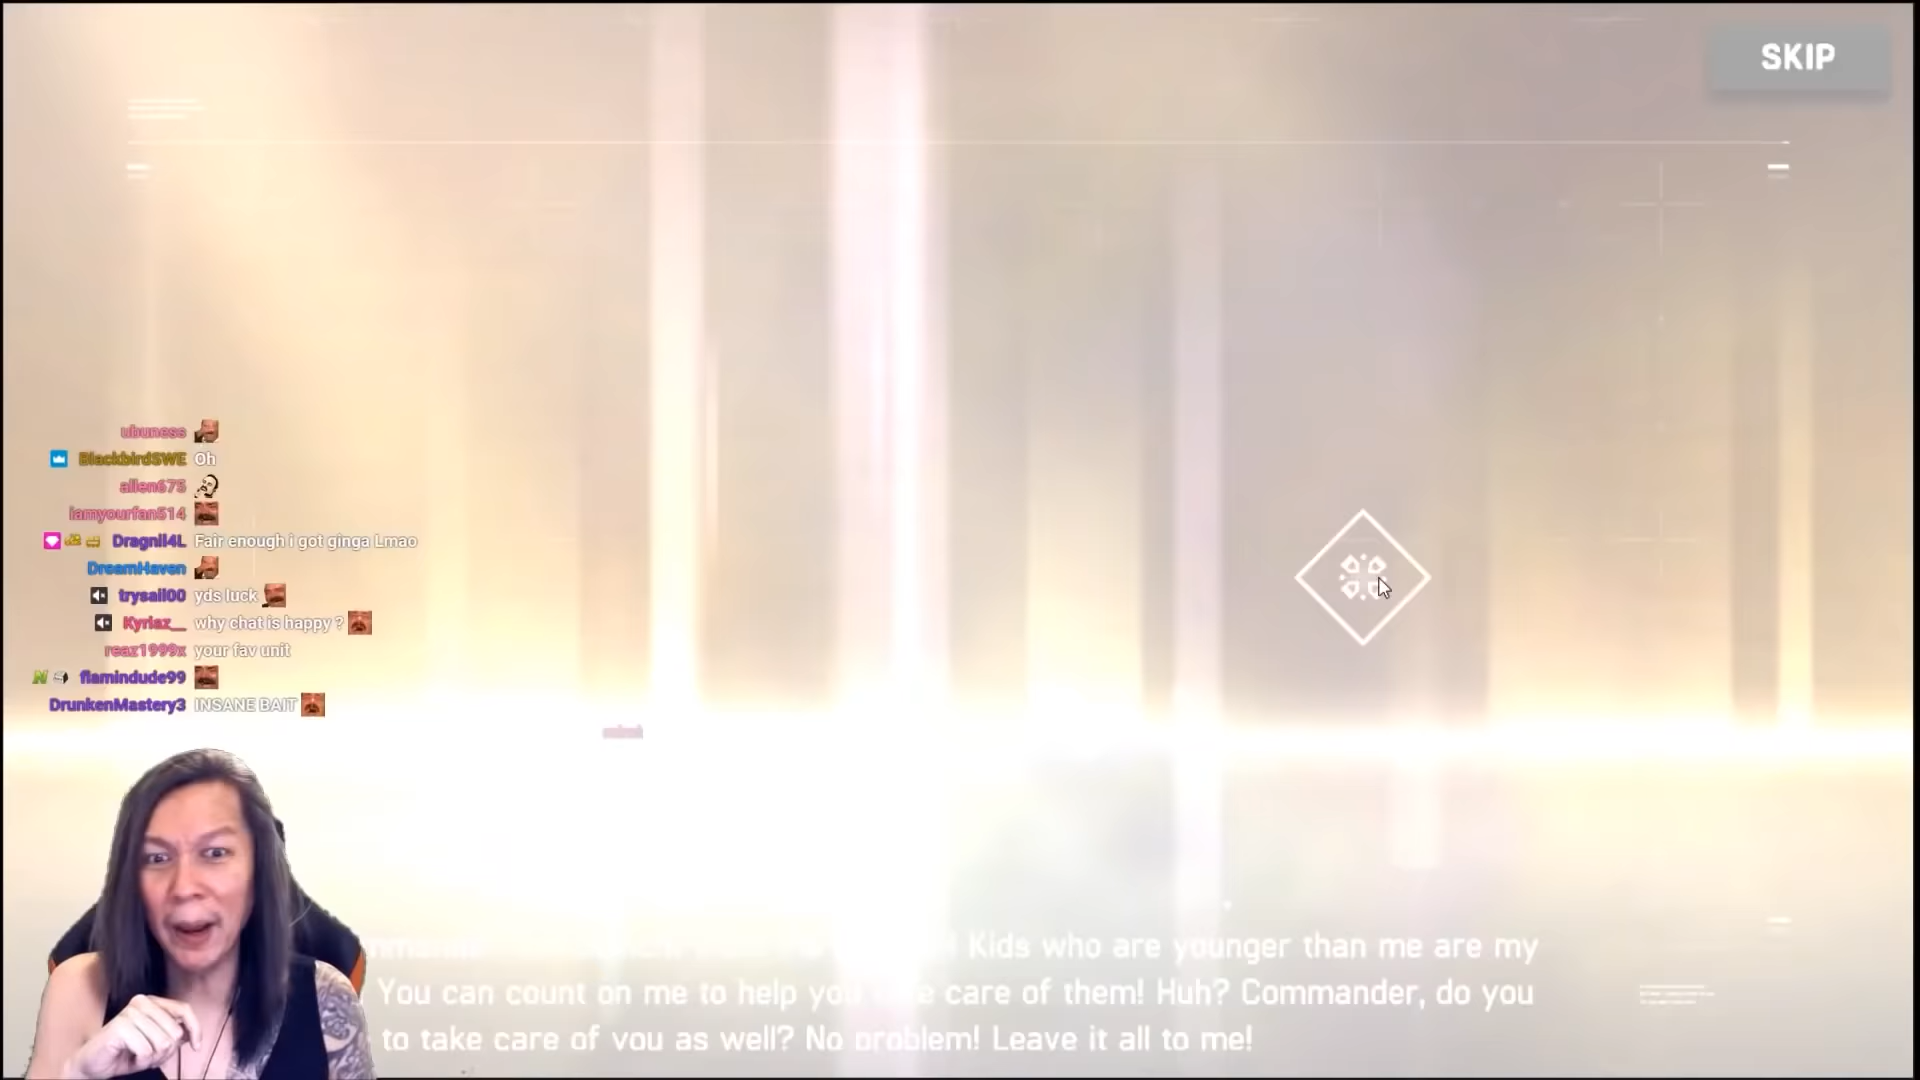 SKIP
ubuness
BlackbirdSWE Oh
allen675
iamyourfan514
Dragnil4L Fair enough i got ginga Lmao
DreamHaven
trysail00 yds luck
Kyriaz__ why chat is happy ?
reaz1999x your fav unit
flamindude99
DrunkenMastery3 INSANE BAIT
Kids who are younger than me are my
You can count on me to help you care of them! Huh? Commander, do you
to take care of you as well? No problem! Leave it all to me!